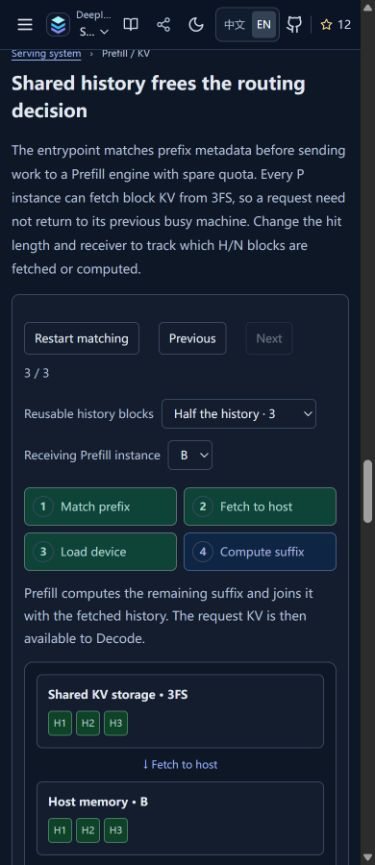 Deepl...
S...
中文
EN
12
Serving system › Prefill / KV
Shared history frees the routing
decision
The entrypoint matches prefix metadata before sending
work to a Prefill engine with spare quota. Every P
instance can fetch block KV from 3FS, so a request need
not return to its previous busy machine. Change the hit
length and receiver to track which H/N blocks are
fetched or computed.
Restart matching
Previous
Next
3 / 3
Reusable history blocks
Half the history · 3
Receiving Prefill instance
B
1 Match prefix
2 Fetch to host
3 Load device
4 Compute suffix
Prefill computes the remaining suffix and joins it
with the fetched history. The request KV is then
available to Decode.
Shared KV storage • 3FS
H1 H2 H3
↓ Fetch to host
Host memory • B
H1 H2 H3